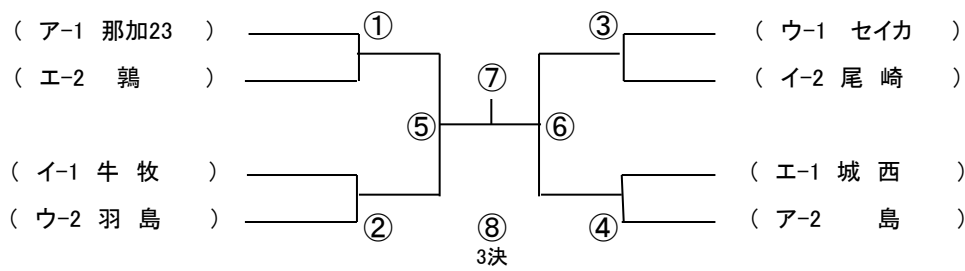 ( ア-1 那加23 ) ① ③ ( ウ-1 セイカ )
( エ-2 鶉 ) ( イ-2 尾 崎 )
⑦
⑤ ⑥
( イ-1 牛 牧 ) ( エ-1 城 西 )
( ウ-2 羽 島 ) ② ⑧ ④ ( ア-2 島 )
3決